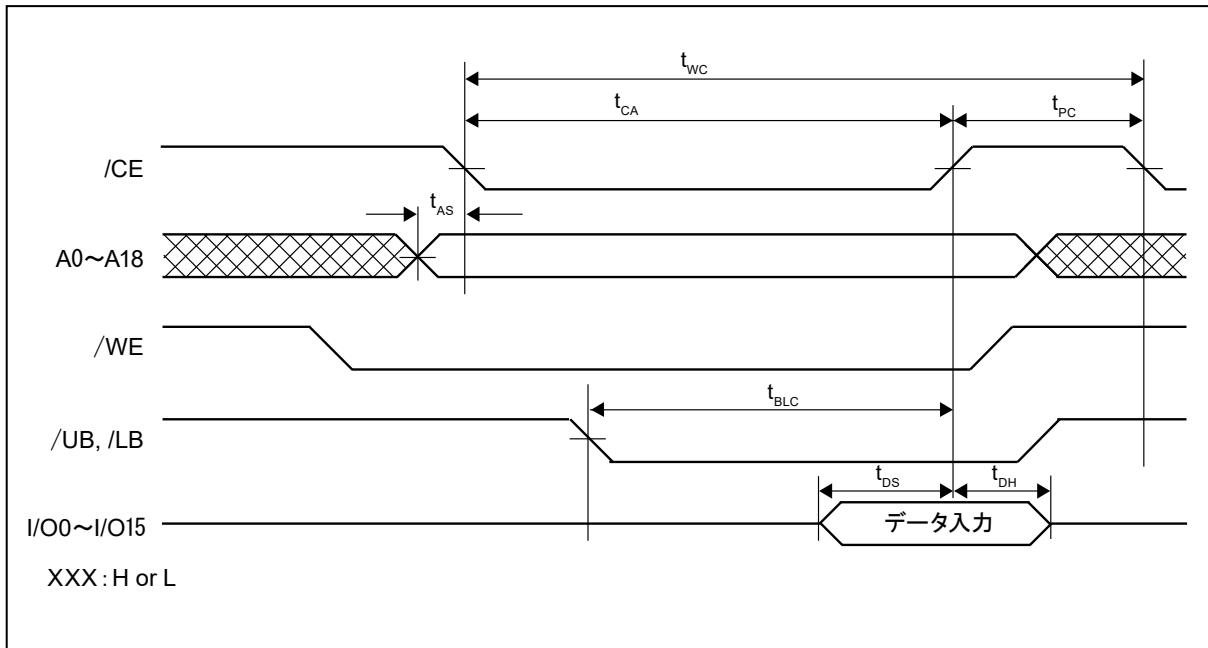 tWC
tCA
tPC
/CE
tAS
A0～A18
/WE
tBLC
/UB, /LB
tDS
tDH
I/O0～I/O15
データ入力
XXX : H or L